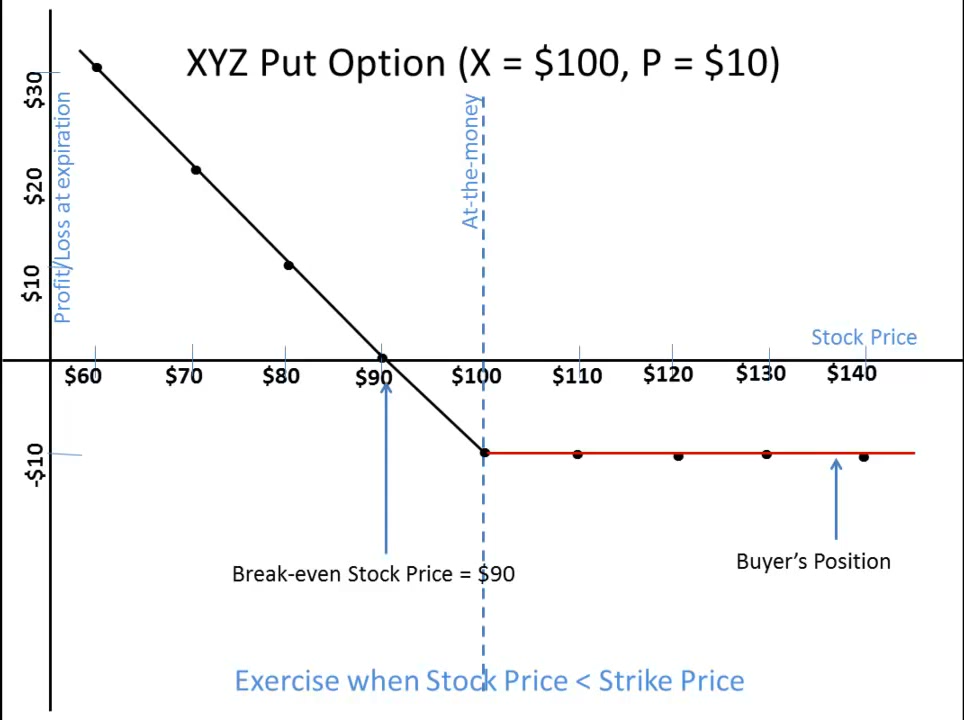 XYZ Put Option (X = $100, P = $10)
$30
$20
$10
-$10
Profit/Loss at expiration
At-the-money
Stock Price
$60
$70
$80
$90
$100
$110
$120
$130
$140
Break-even Stock Price = $90
Buyer’s Position
Exercise when Stock Price < Strike Price